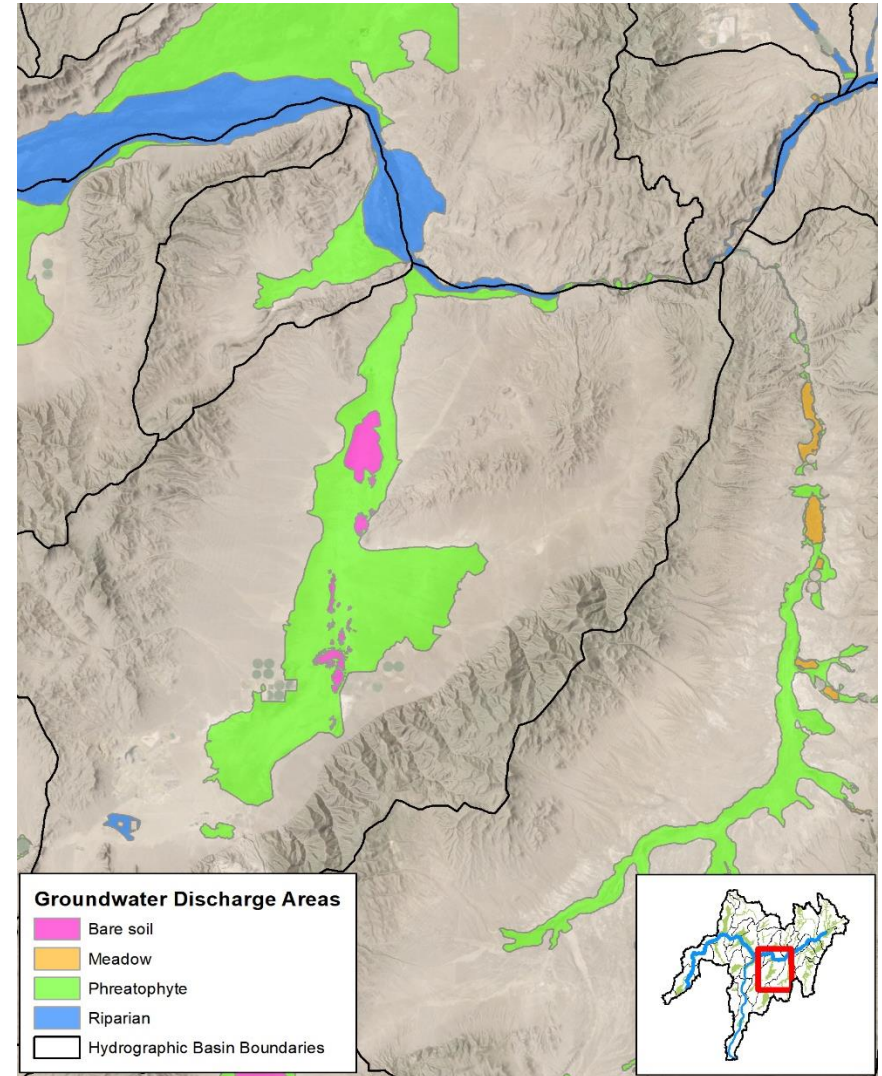 Groundwater Discharge Areas
Bare soil
Meadow
Phreatophyte
Riparian
Hydrographic Basin Boundaries